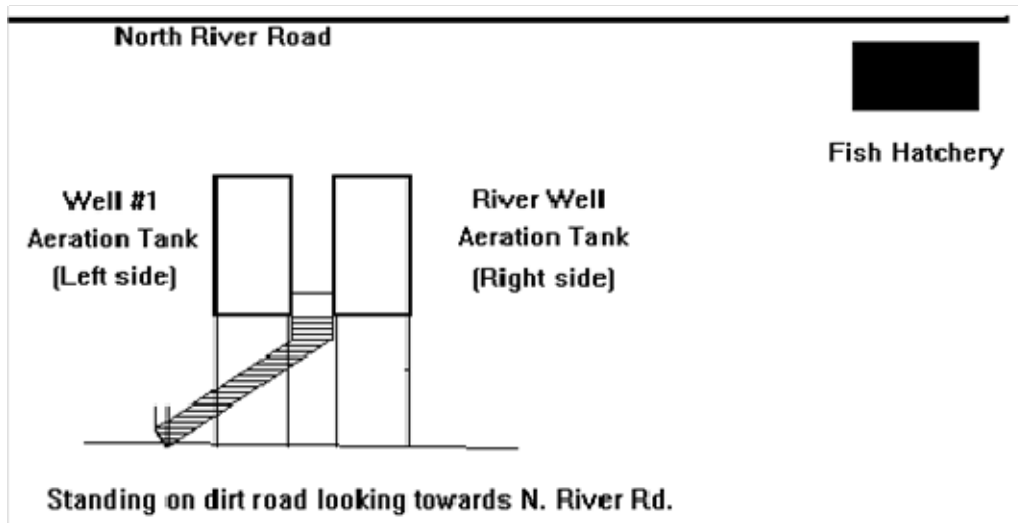 North River Road
Fish Hatchery
Well #1
Aeration Tank
(Left side)
River Well
Aeration Tank
(Right side)
Standing on dirt road looking towards N. River Rd.